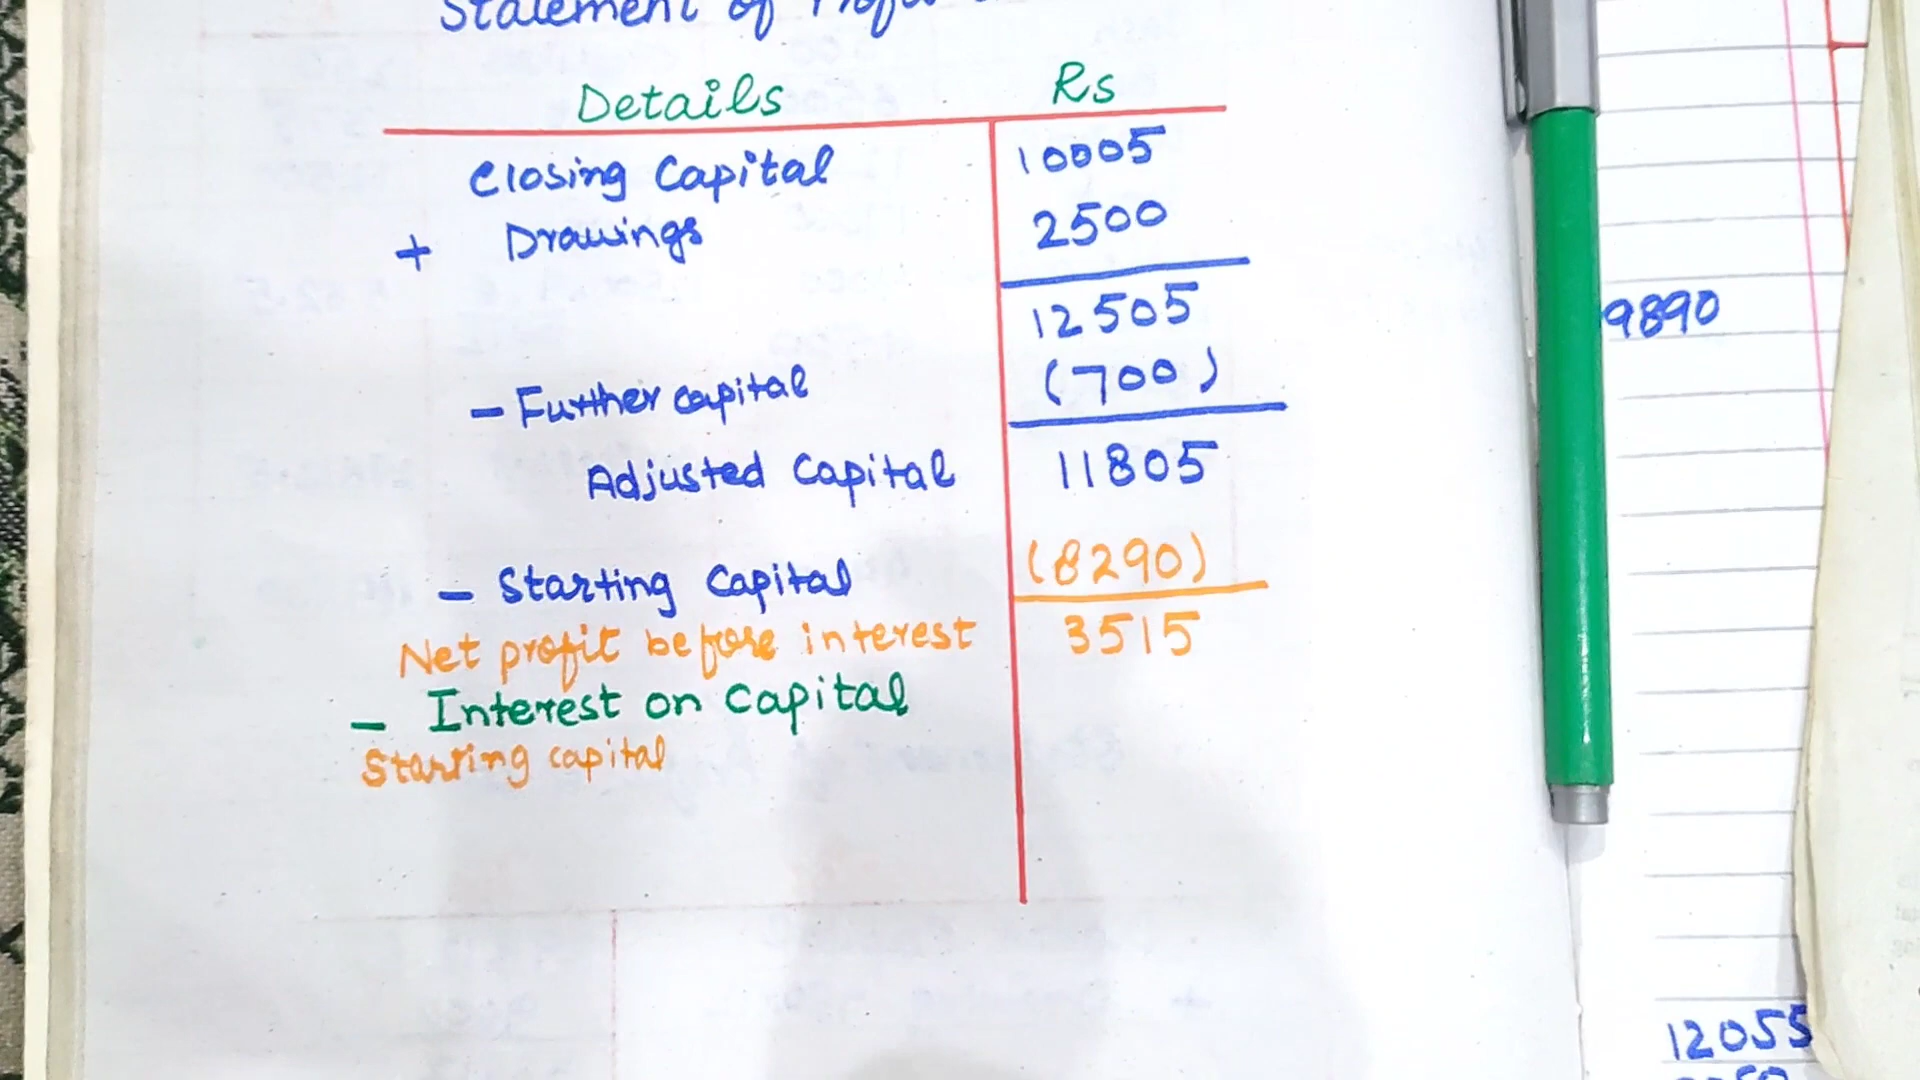 Statement of
Details Rs
Closing Capital 10005
+ Drawings 2500
12505
- Further capital (700)
Adjusted Capital 11805
- Starting Capital (8290)
Net profit before interest 3515
- Interest on Capital
Starting capital
9890
12055